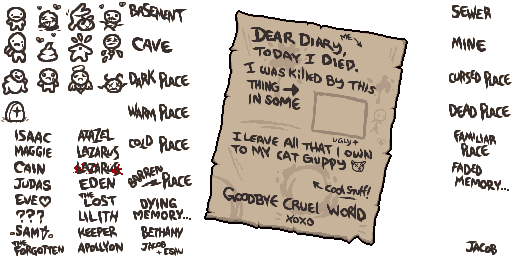 BASEMENT
CAVE
DARK PLACE
WARM PLACE
COLD PLACE
BARREN PLACE
DYING
MEMORY...
BETHANY
JACOB
+ ESAU
ISAAC
MAGGIE
CAIN
JUDAS
EVE
???
SAMSON
THE
FORGOTTEN
AZAZEL
LAZARUS
LAZARUS
EDEN
THE
LOST
LILITH
KEEPER
APOLLYON
DEAR DIARY,
ME
TODAY I DIED.
I WAS KILLED BY THIS
THING
IN SOME
UGLY
I LEAVE ALL THAT I OWN
TO MY CAT GUPPY
COOL STUFF!
GOODBYE CRUEL WORLD
XOXO
SEWER
MINE
CURSED PLACE
DEAD PLACE
FAMILIAR
PLACE
FADED
MEMORY...
JACOB